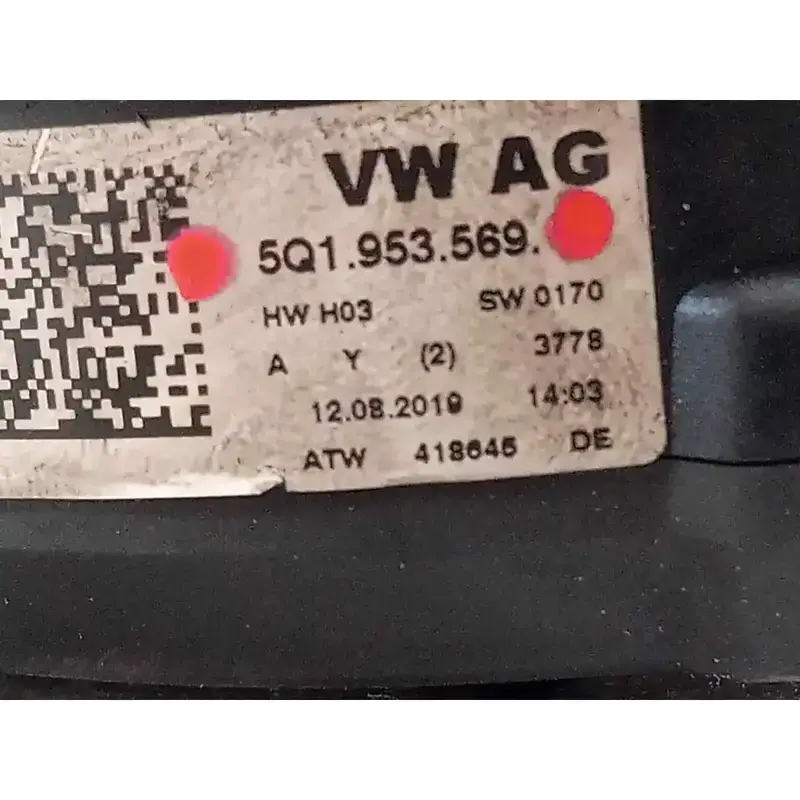 VW AG
5Q1.953.569.
HW H03 SW 0170
A Y (2) 3778
12.08.2019 14:03
ATW 418645 DE